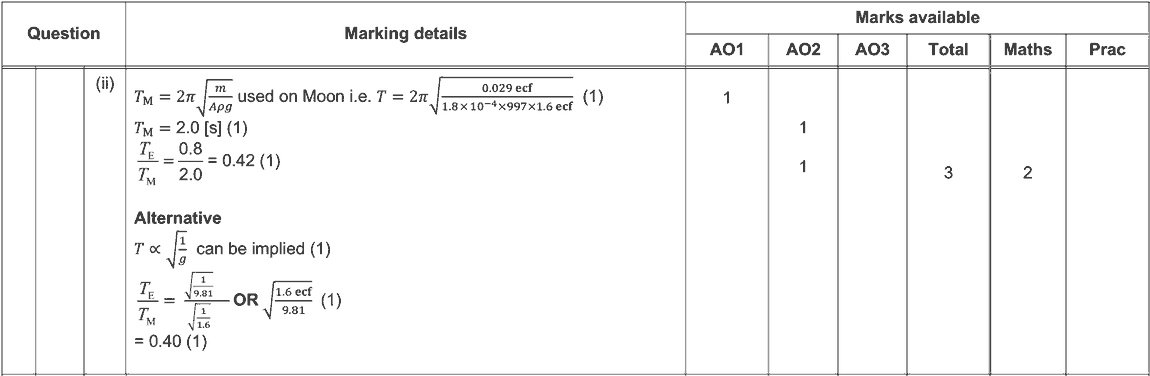 Question
Marking details
Marks available
AO1 AO2 AO3 Total Maths Prac
(ii)
T_M = 2π√(m/(Aρg)) used on Moon i.e. T = 2π√(0.029 ecf/(1.8×10⁻⁴×997×1.6 ecf)) (1) 1
T_M = 2.0 [s] (1) 1
T_E/T_M = 0.8/2.0 = 0.42 (1) 1 3 2
Alternative
T ∝ √(1/g) can be implied (1)
T_E/T_M = √(1/9.81)/√(1/1.6) OR √(1.6 ecf/9.81) (1)
= 0.40 (1)